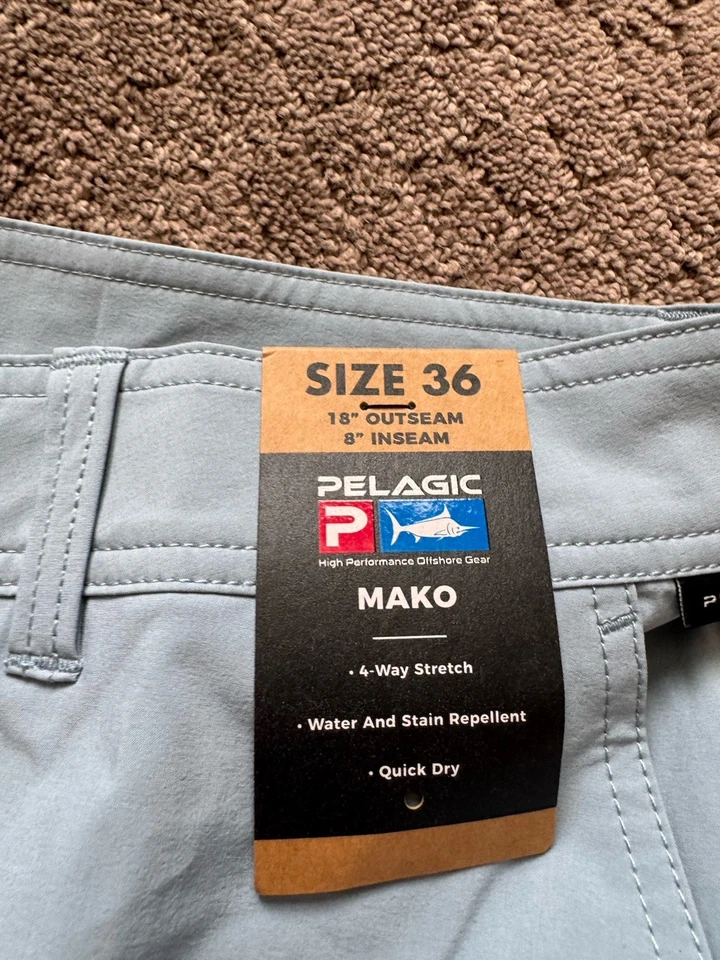 SIZE 36
18” OUTSEAM
8” INSEAM
PELAGIC
P
High Performance Offshore Gear
MAKO
• 4-Way Stretch
• Water And Stain Repellent
• Quick Dry
P